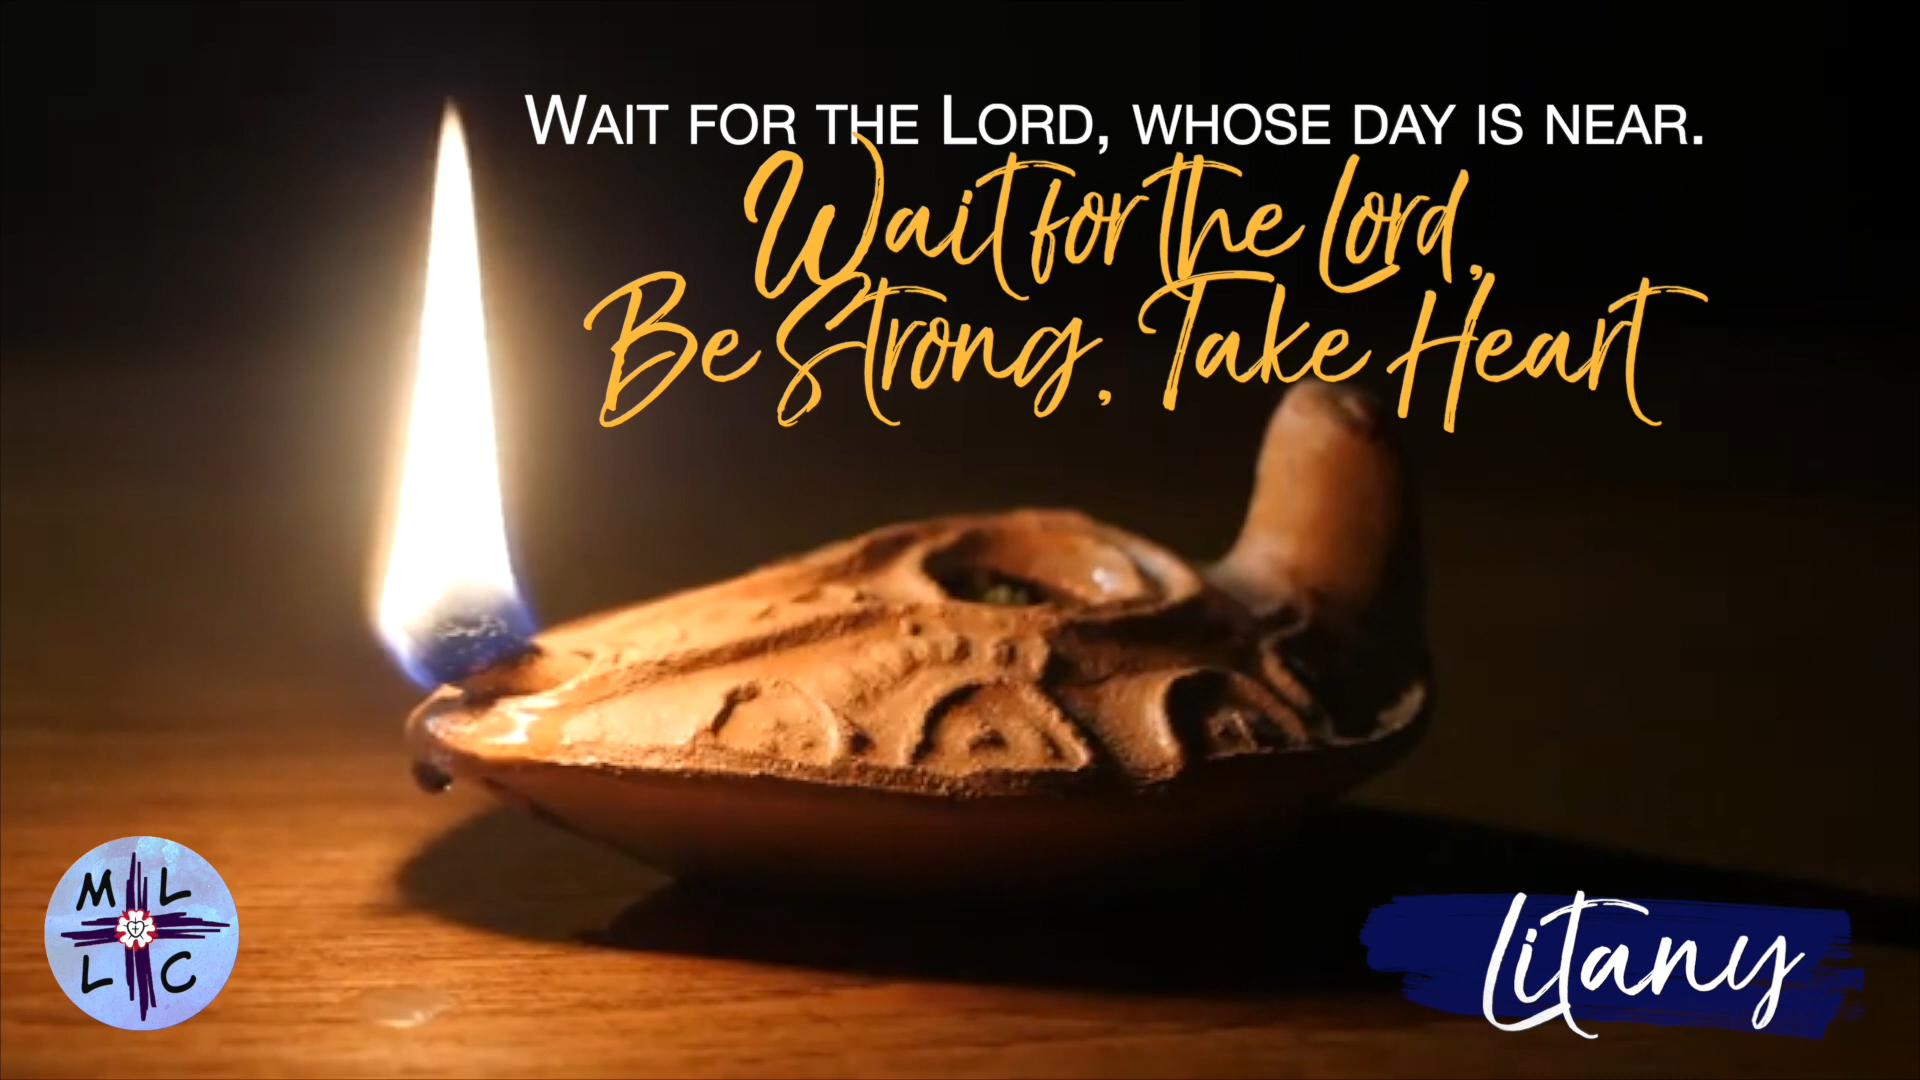 Wait for the Lord, whose day is near.
Wait for the Lord,
Be Strong, Take Heart
M L
L C
Litany